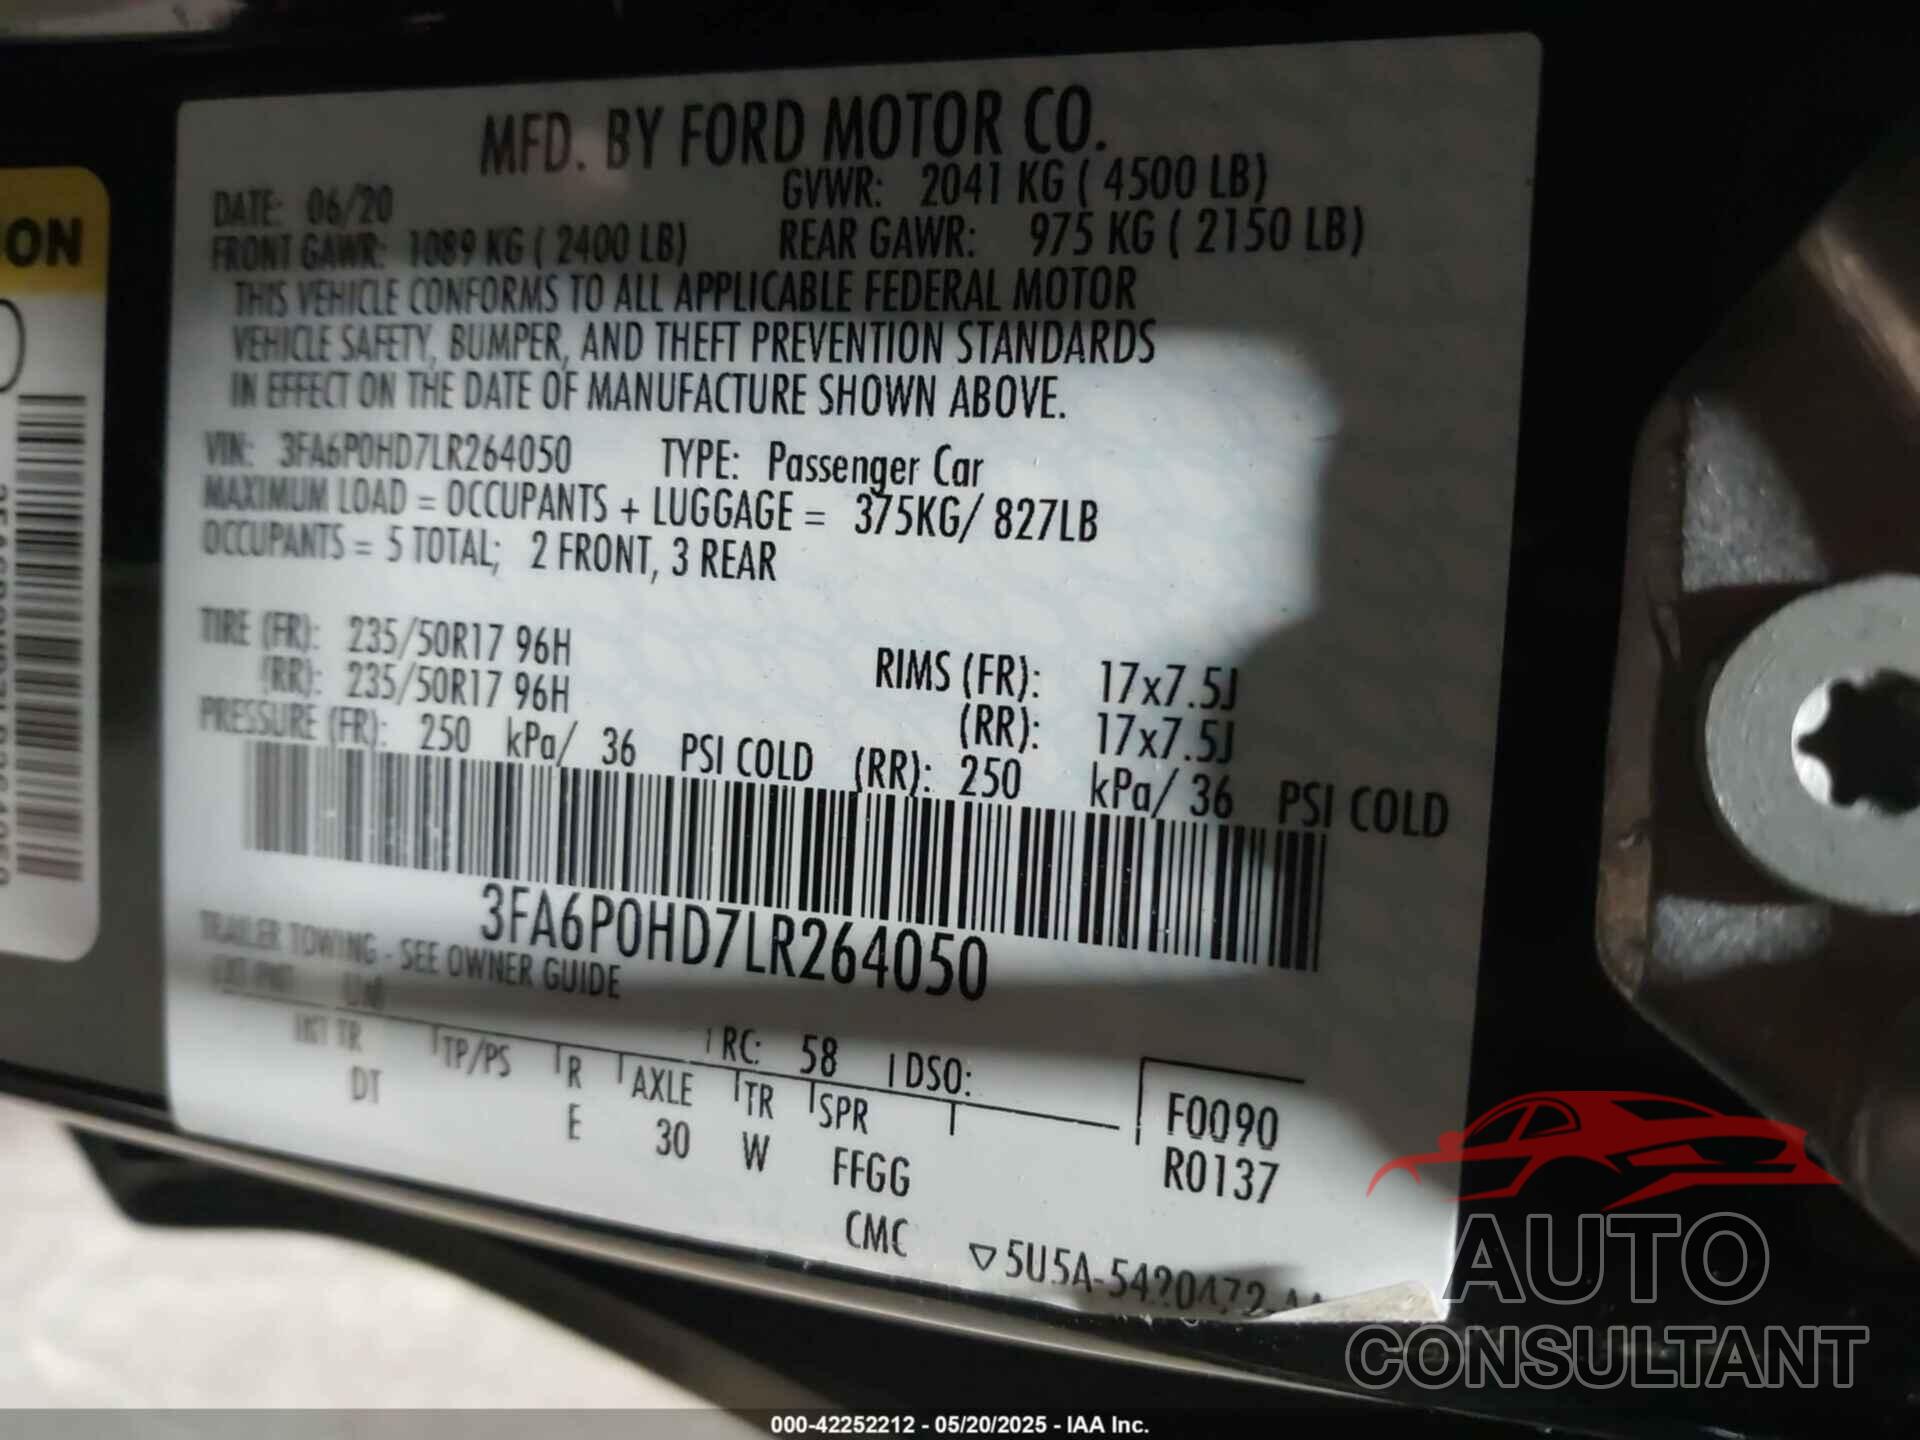 MFD. BY FORD MOTOR CO.
DATE: 06/20 GVWR: 2041 KG ( 4500 LB)
FRONT GAWR: 1089 KG ( 2400 LB) REAR GAWR: 975 KG ( 2150 LB)
THIS VEHICLE CONFORMS TO ALL APPLICABLE FEDERAL MOTOR
VEHICLE SAFETY, BUMPER, AND THEFT PREVENTION STANDARDS
IN EFFECT ON THE DATE OF MANUFACTURE SHOWN ABOVE.
VIN: 3FA6P0HD7LR264050 TYPE: Passenger Car
MAXIMUM LOAD = OCCUPANTS + LUGGAGE = 375KG/ 827LB
OCCUPANTS = 5 TOTAL; 2 FRONT, 3 REAR
TIRE (FR): 235/50R17 96H RIMS (FR): 17x7.5J
(RR): 235/50R17 96H (RR): 17x7.5J
PRESSURE (FR): 250 kPa/ 36 PSI COLD (RR): 250 kPa/ 36 PSI COLD
3FA6P0HD7LR264050
TRAILER TOWING - SEE OWNER GUIDE
EXT PNT: RC: 58 DSO:
INT TR TP/PS R AXLE TR SPR F0090
DT E 30 W FFGG R0137
CMC
5U5A-5420472-
AUTO
CONSULTANT
000-42252212 - 05/20/2025 - IAA Inc.